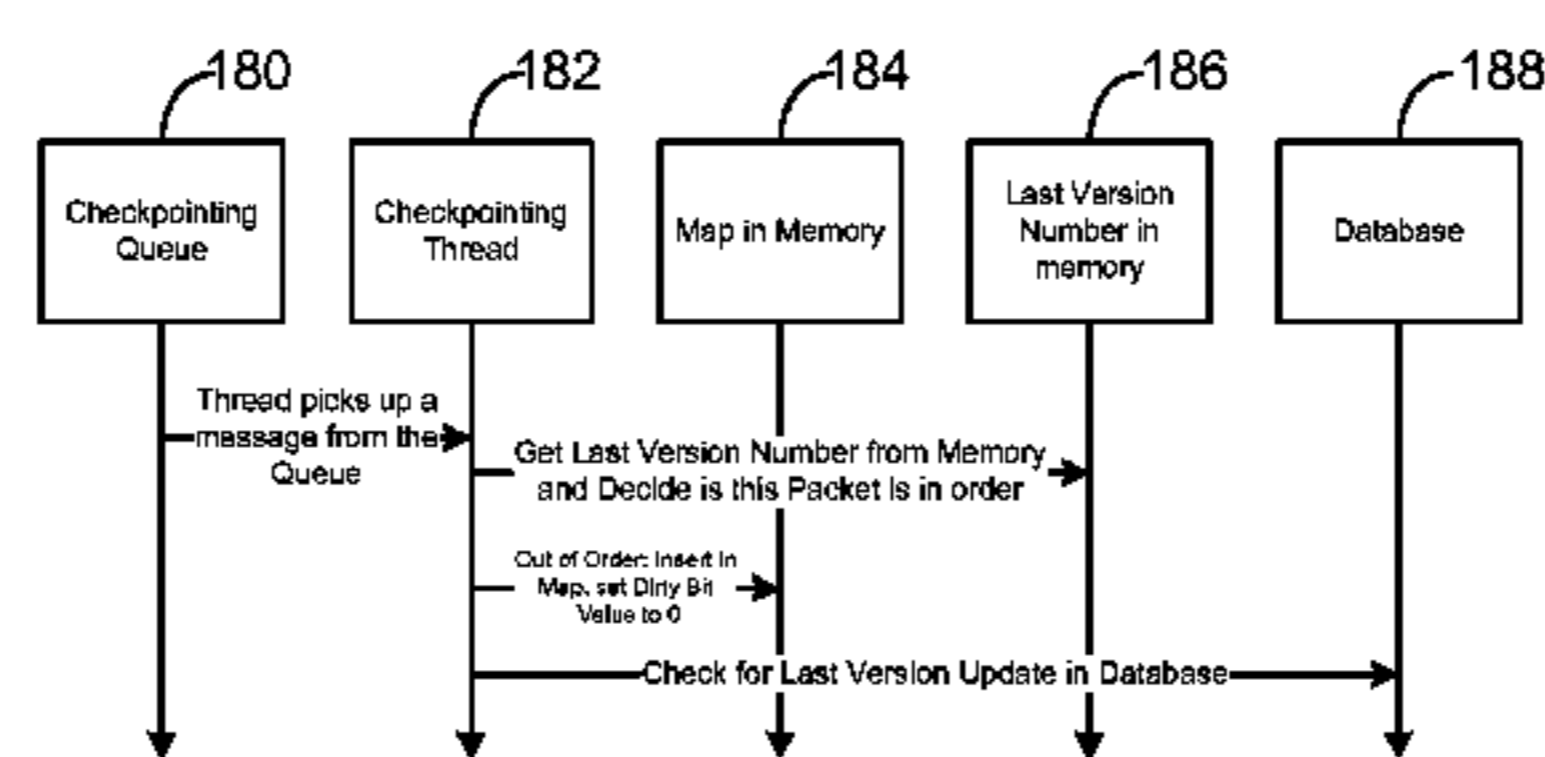 180
182
184
186
188
Checkpointing
Queue
Checkpointing
Thread
Map in Memory
Last Version
Number in
memory
Database
Thread picks up a
message from the
Queue
Get Last Version Number from Memory
and Decide is this Packet is in order
Out of Order: Insert in
Map, set Dirty Bit
Value to 0
Check for Last Version Update in Database